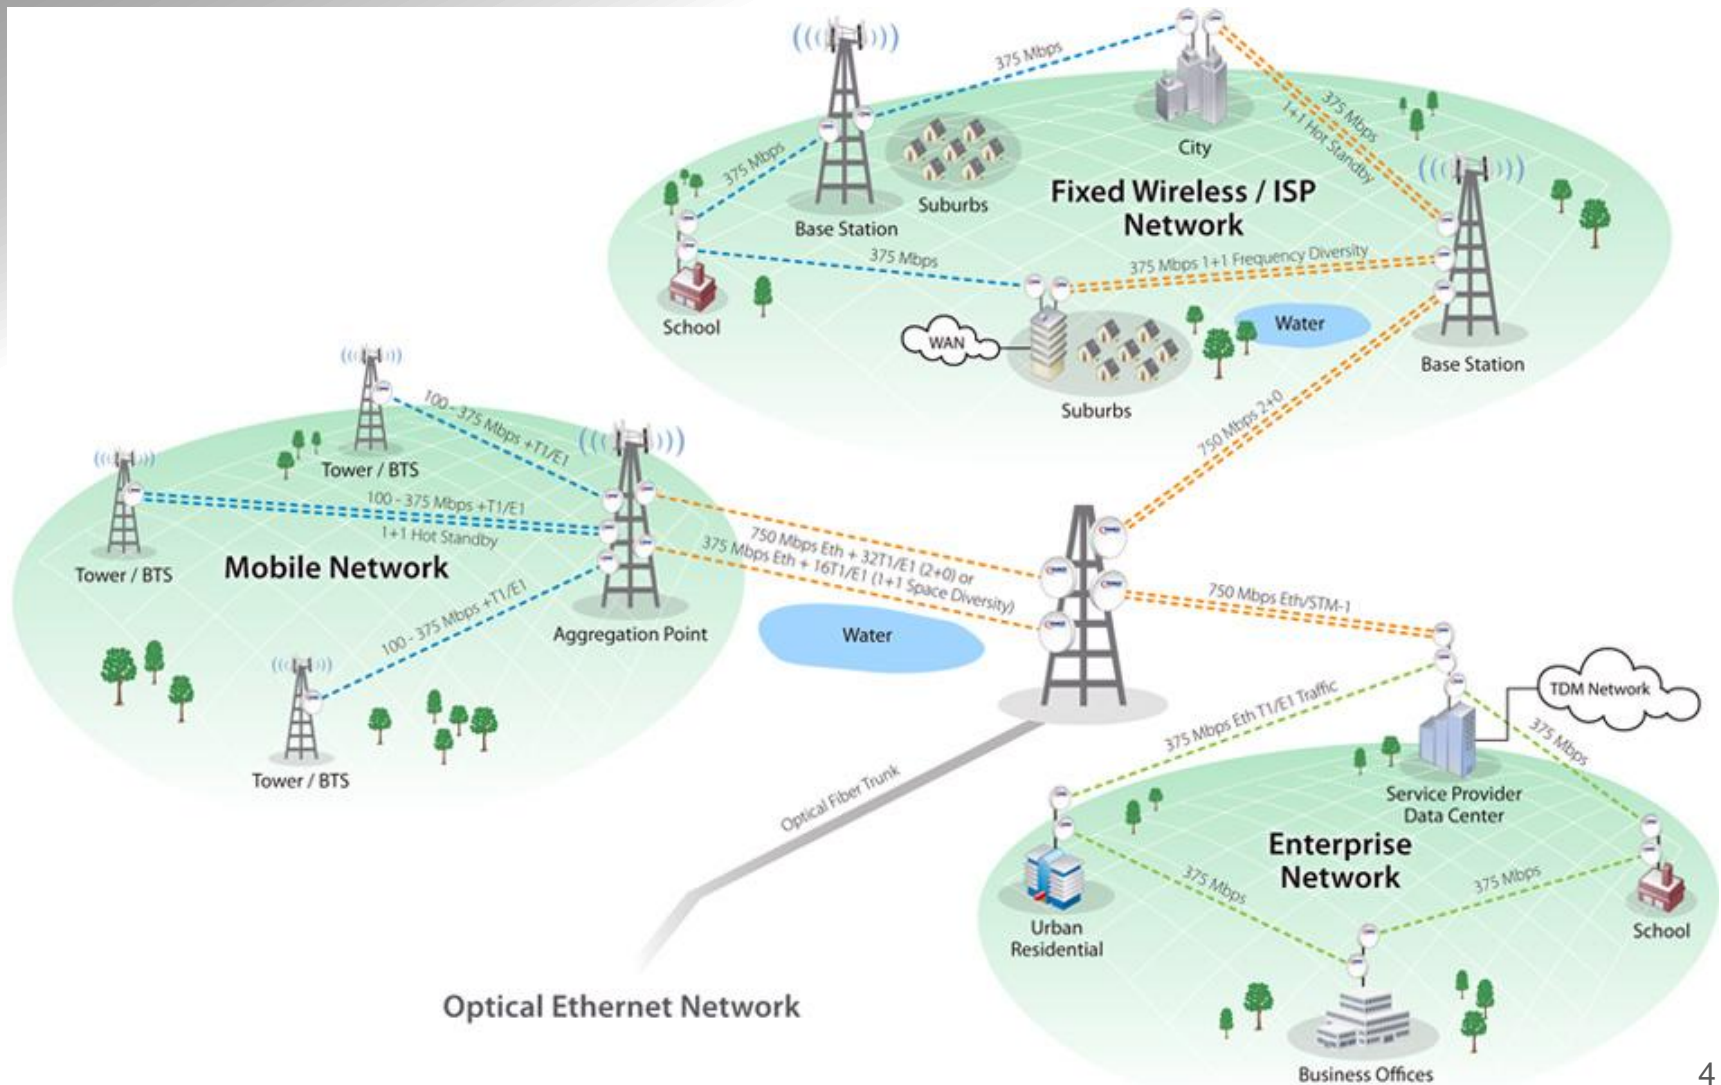 375 Mbps
375 Mbps
1+1 Hot Standby
City
375 Mbps
Suburbs
Base Station
Fixed Wireless / ISP
Network
375 Mbps
375 Mbps 1+1 Frequency Diversity
School
WAN
Water
Base Station
Suburbs
750 Mbps 2+0
100 - 375 Mbps +T1/E1
Tower / BTS
100 - 375 Mbps +T1/E1
1+1 Hot Standby
Tower / BTS
Mobile Network
100 - 375 Mbps +T1/E1
Aggregation Point
Tower / BTS
750 Mbps Eth + 32T1/E1 (2+0) or
375 Mbps Eth + 16T1/E1 (1+1 Space Diversity)
Water
750 Mbps Eth/STM-1
TDM Network
375 Mbps Eth T1/E1 Traffic
375 Mbps
Optical Fiber Trunk
Service Provider
Data Center
Enterprise
Network
375 Mbps
375 Mbps
Urban
Residential
School
Optical Ethernet Network
Business Offices
4